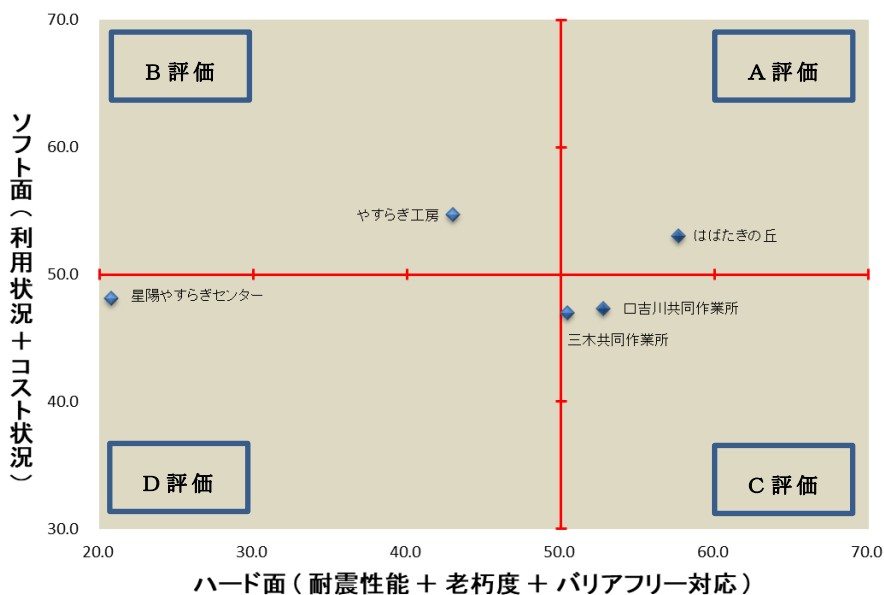 70.0
B評価
A評価
60.0
やすらぎ工房
はばたきの丘
50.0
星陽やすらぎセンター
口吉川共同作業所
三木共同作業所
40.0
D評価
C評価
30.0
20.0 30.0 40.0 50.0 60.0 70.0
ソフト面(利用状況+コスト状況)
ハード面(耐震性能+老朽度+バリアフリー対応)